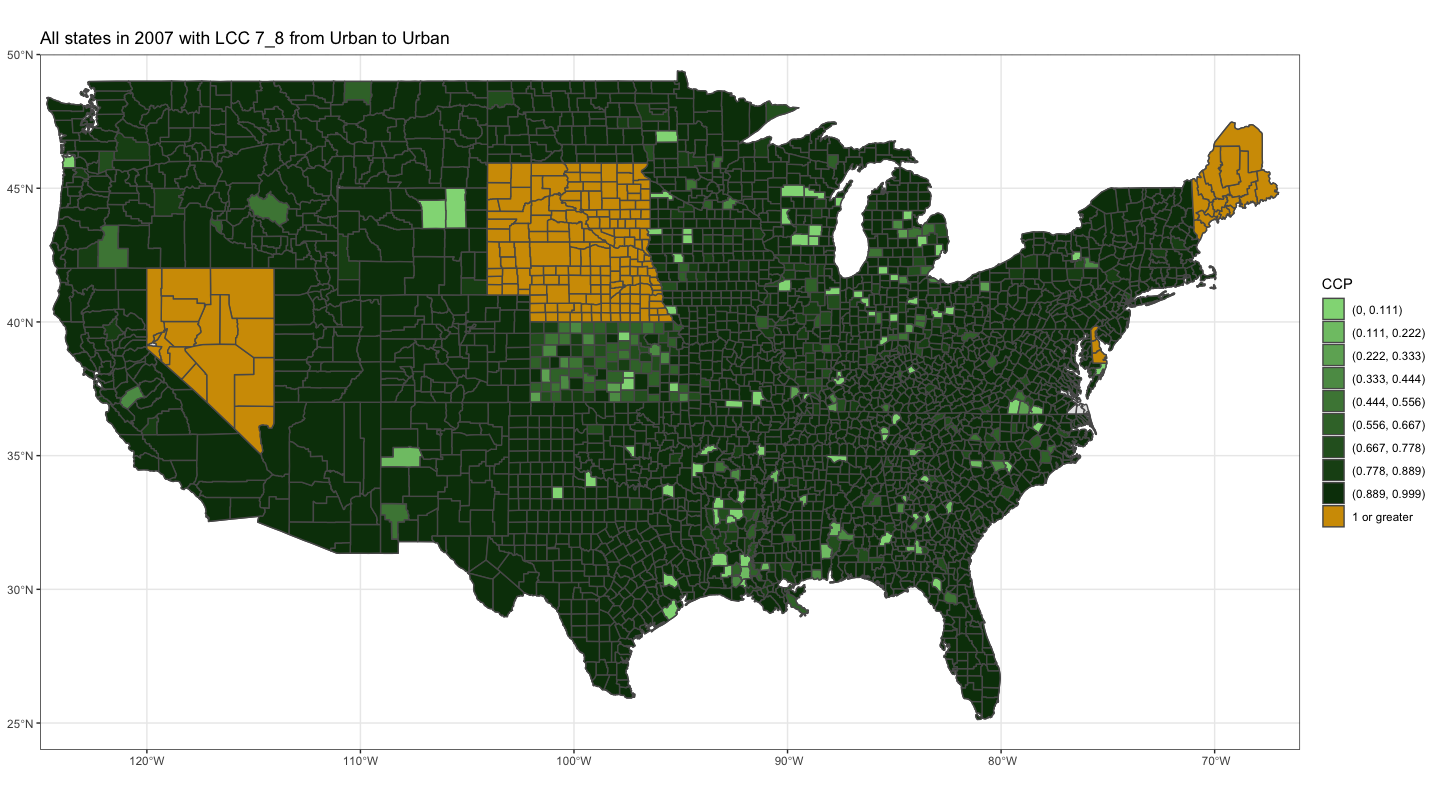 All states in 2007 with LCC 7_8 from Urban to Urban
50°N
45°N
40°N
35°N
30°N
25°N
120°W
110°W
100°W
90°W
80°W
70°W
CCP
(0, 0.111)
(0.111, 0.222)
(0.222, 0.333)
(0.333, 0.444)
(0.444, 0.556)
(0.556, 0.667)
(0.667, 0.778)
(0.778, 0.889)
(0.889, 0.999)
1 or greater